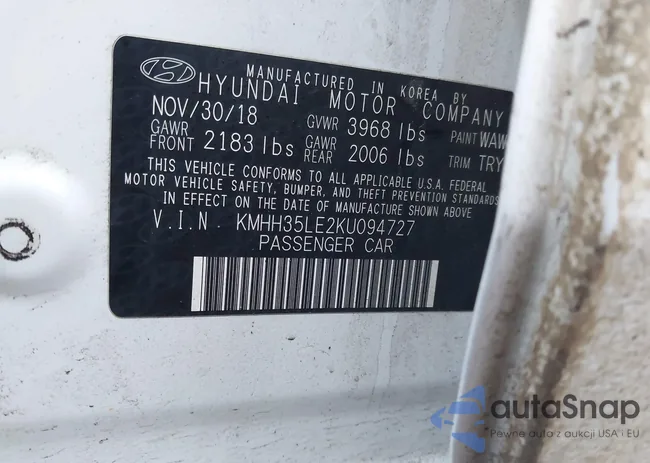 MANUFACTURED IN KOREA BY
HYUNDAI MOTOR COMPANY
NOV/30/18 GVWR 3968 lbs PAINT WAW
GAWR FRONT 2183 lbs GAWR REAR 2006 lbs TRIM TRY
THIS VEHICLE CONFORMS TO ALL APPLICABLE U.S.A. FEDERAL
MOTOR VEHICLE SAFETY, BUMPER, AND THEFT PREVENTION STANDARDS
IN EFFECT ON THE DATE OF MANUFACTURE SHOWN ABOVE
V.I.N KMHH35LE2KU094727
PASSENGER CAR
autoSnap
Pewne auta z aukcji USA i EU